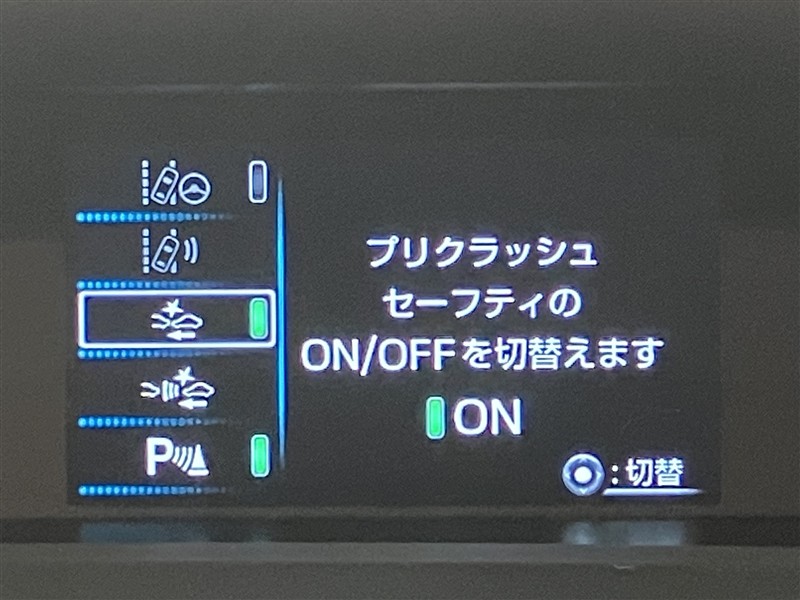 プリクラッシュ
セーフティの
ON/OFFを切替えます
ON
P
:切替